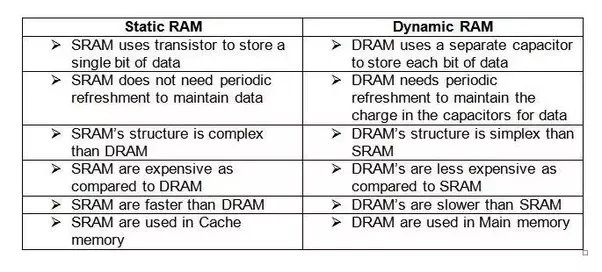 Static RAM
Dynamic RAM
➢ SRAM uses transistor to store a
single bit of data
➢ DRAM uses a separate capacitor
to store each bit of data
➢ SRAM does not need periodic
refreshment to maintain data
➢ DRAM needs periodic
refreshment to maintain the
charge in the capacitors for data
➢ SRAM's structure is complex
than DRAM
➢ DRAM's structure is simplex than
SRAM
➢ SRAM are expensive as
compared to DRAM
➢ DRAM's are less expensive as
compared to SRAM
➢ SRAM are faster than DRAM
➢ DRAM's are slower than SRAM
➢ SRAM are used in Cache
memory
➢ DRAM are used in Main memory